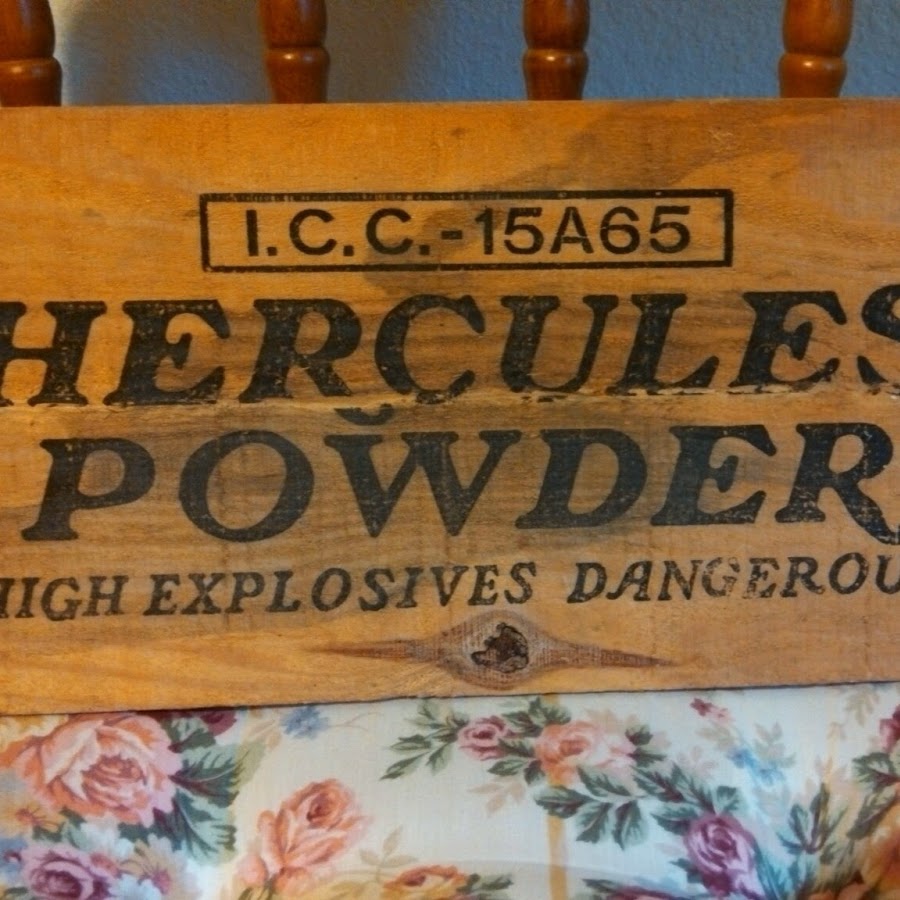 I.C.C.-15A65
HERCULES
POWDER
HIGH EXPLOSIVES DANGEROU